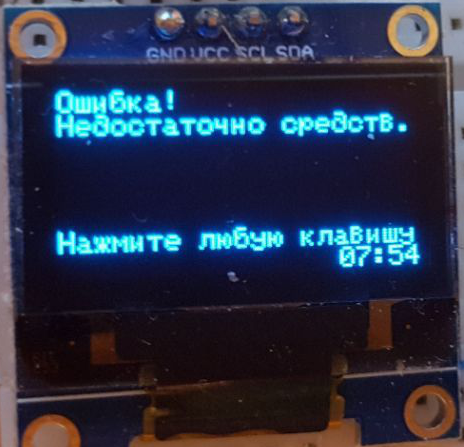 GND VCC SCL SDA
Ошибка!
Недостаточно средств.
Нажмите любую клавишу
07:54